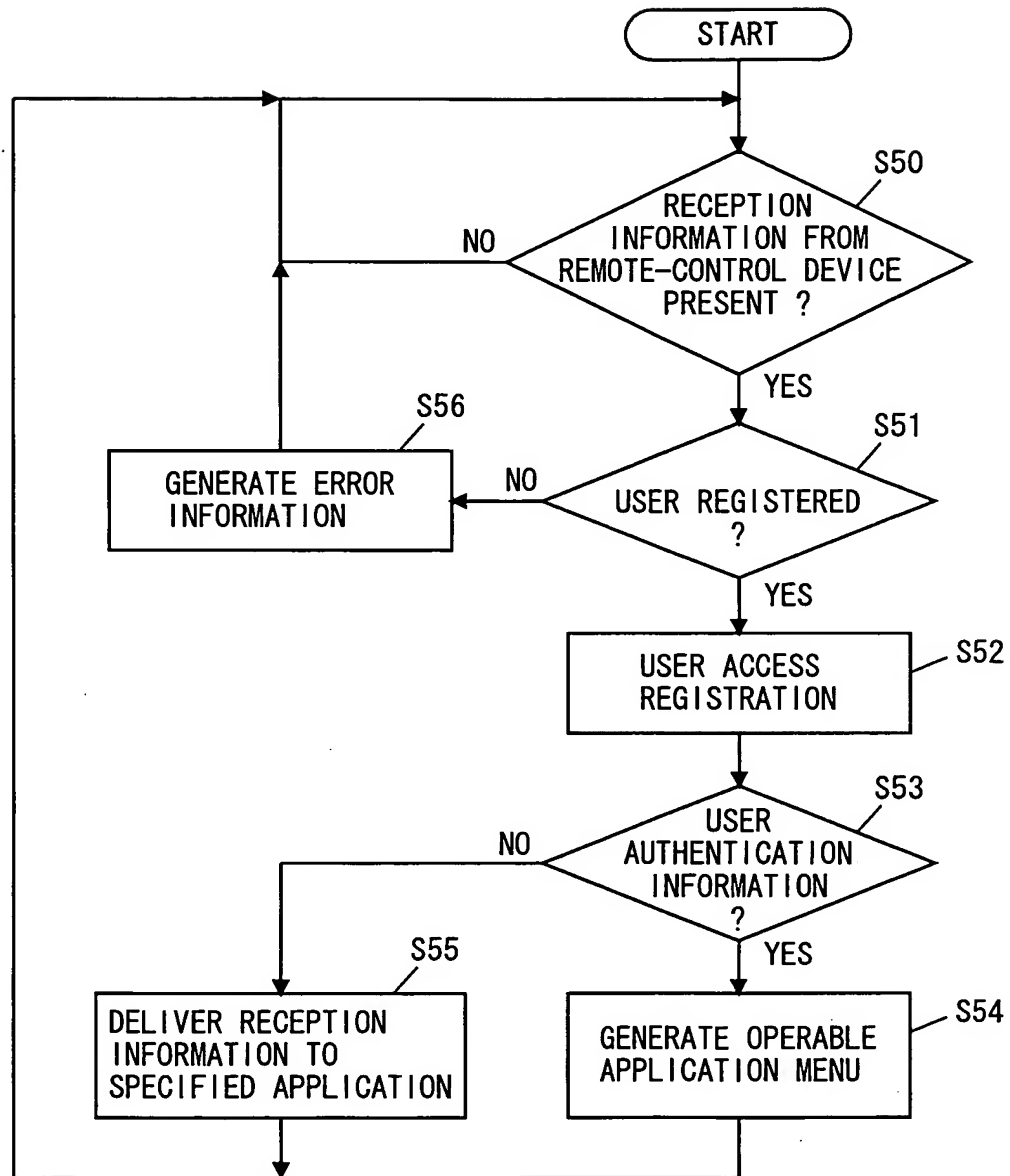 START
S50
RECEPTION
INFORMATION FROM
REMOTE-CONTROL DEVICE
PRESENT ?
NO
YES
S56
S51
GENERATE ERROR
INFORMATION
NO
USER REGISTERED
?
YES
S52
USER ACCESS
REGISTRATION
S53
USER
AUTHENTICATION
INFORMATION
?
NO
YES
S55
S54
DELIVER RECEPTION
INFORMATION TO
SPECIFIED APPLICATION
GENERATE OPERABLE
APPLICATION MENU